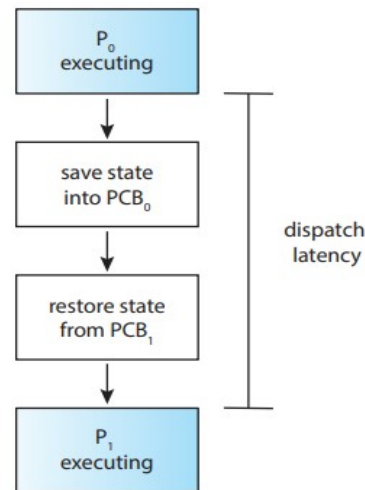 P₀
executing
save state
into PCB₀
restore state
from PCB₁
P₁
executing
dispatch
latency